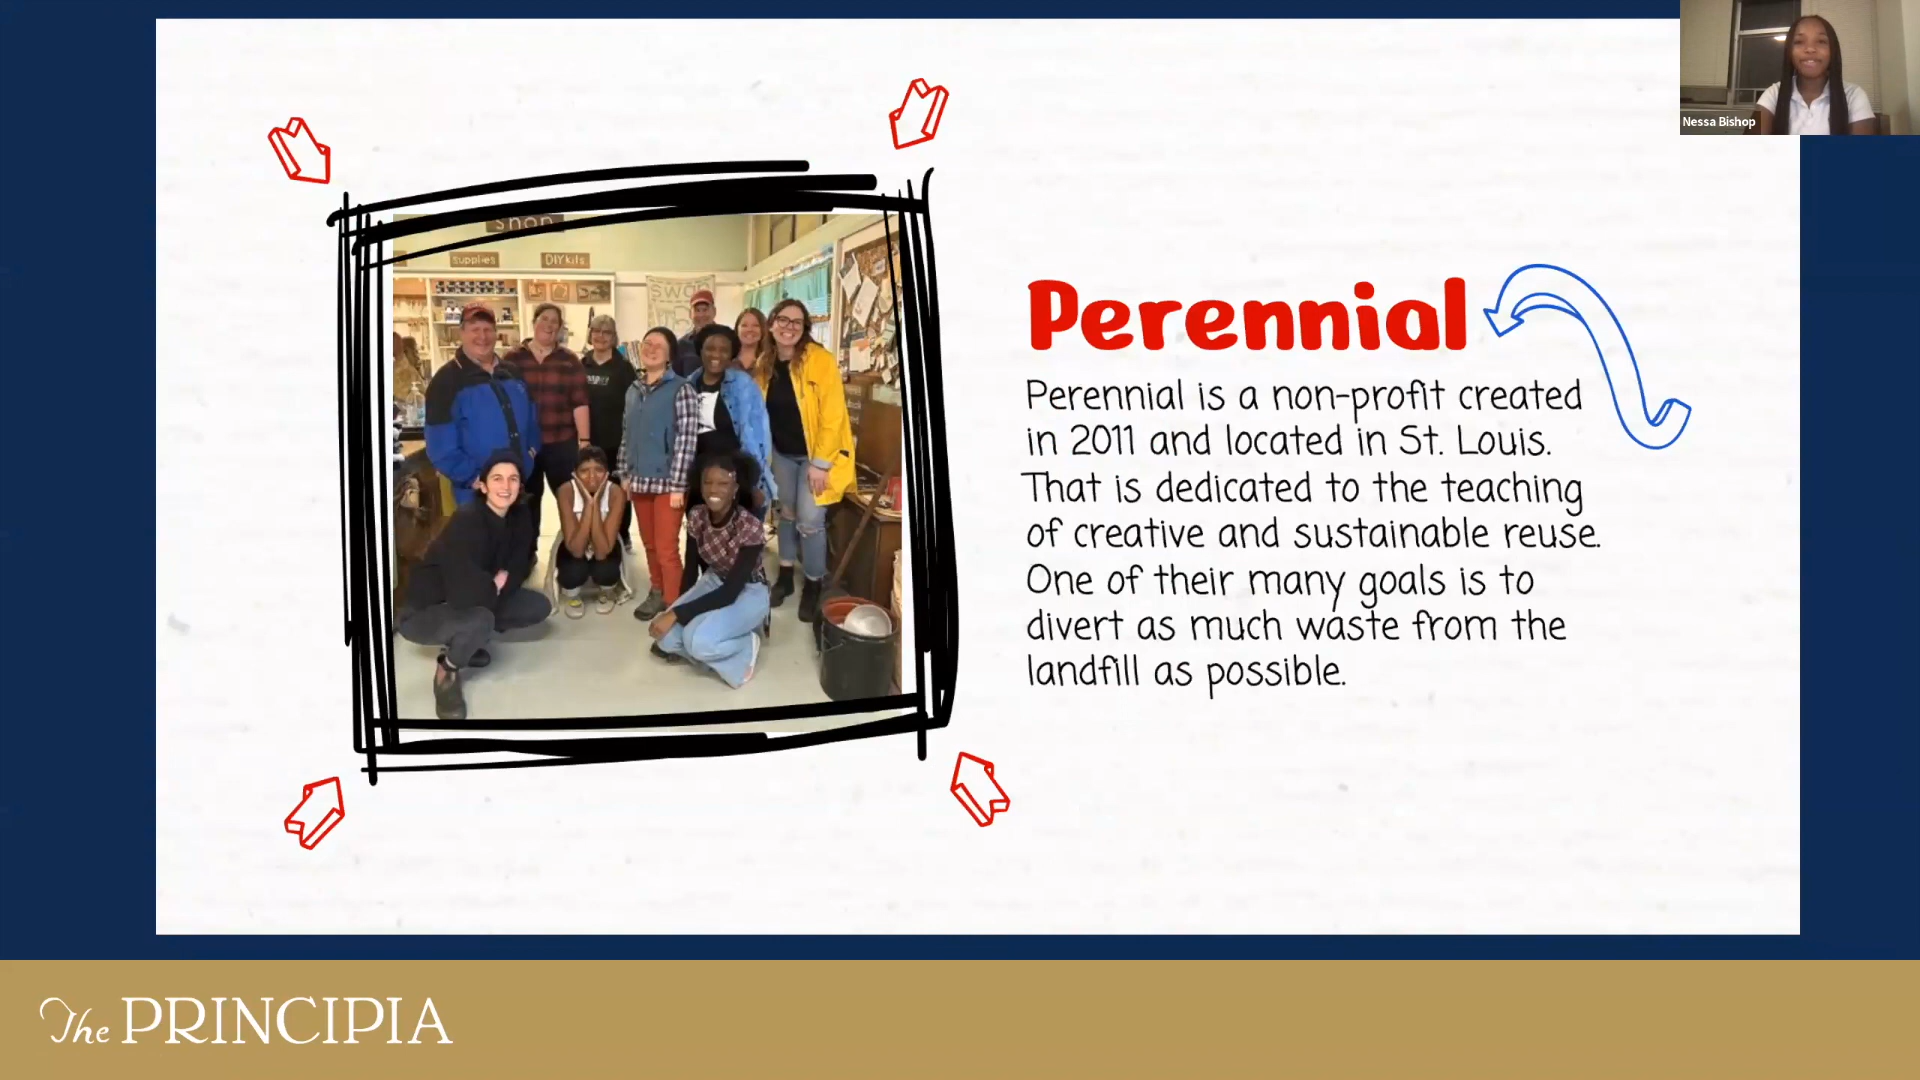 Nessa Bishop
shop
supplies
DIY kits
SWAP
Perennial
Perennial is a non-profit created
in 2011 and located in St. Louis.
That is dedicated to the teaching
of creative and sustainable reuse.
One of their many goals is to
divert as much waste from the
landfill as possible.
The PRINCIPIA